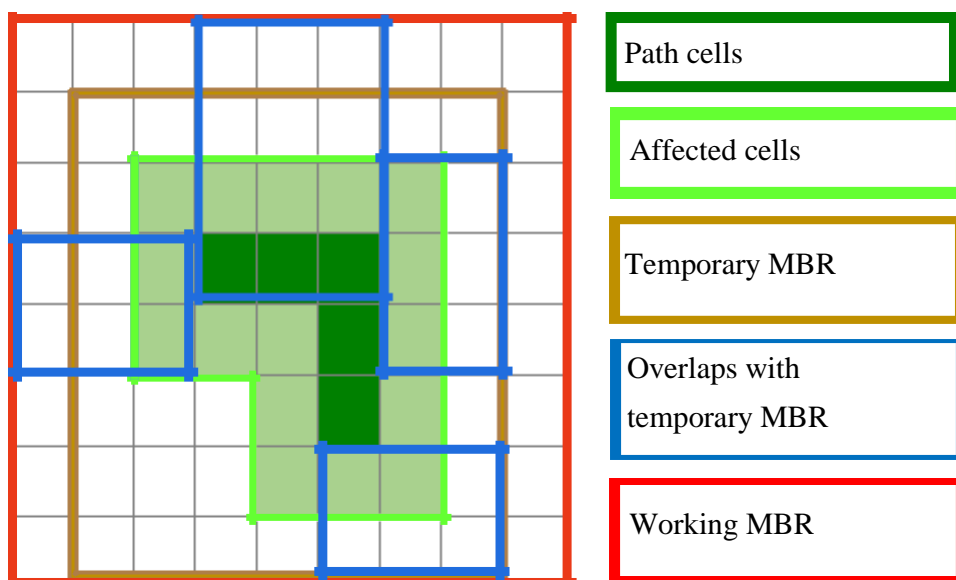 Path cells
Affected cells
Temporary MBR
Overlaps with
temporary MBR
Working MBR